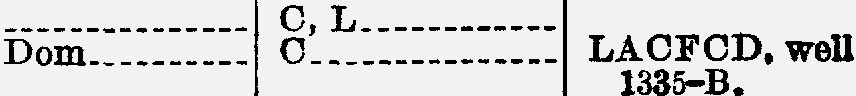 C, L
Dom C LACFCD, well
1335-B.